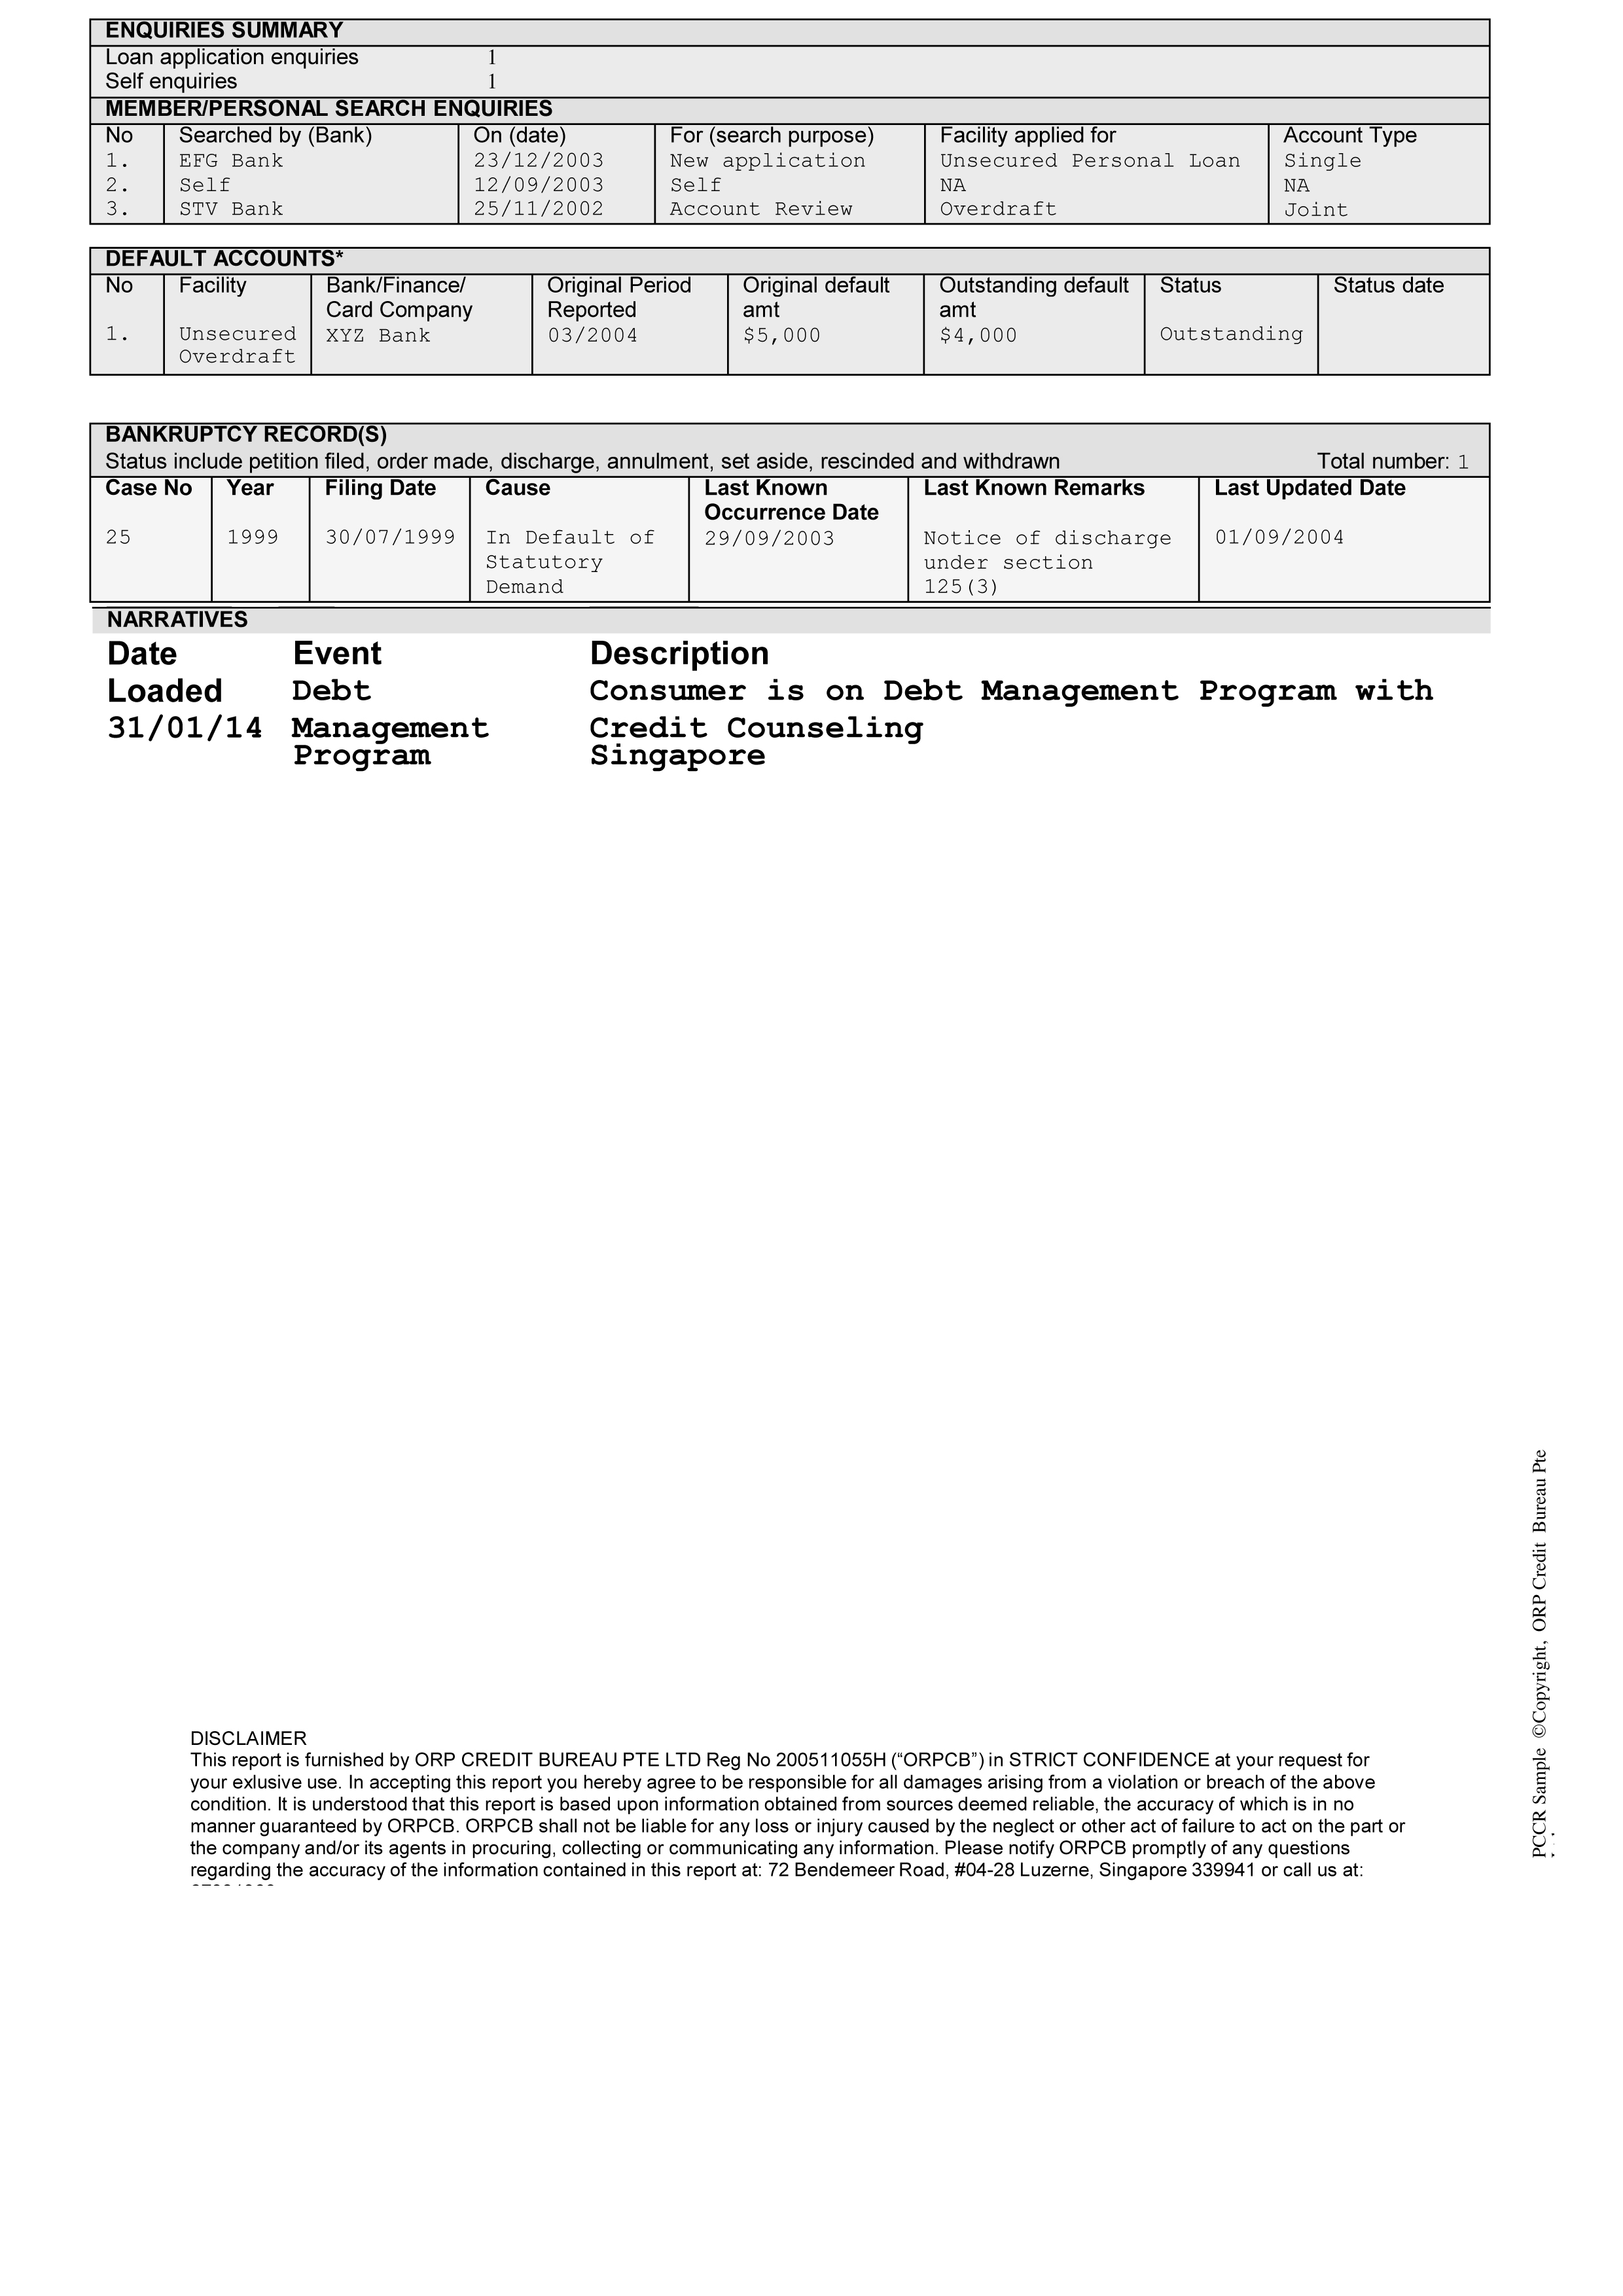 ENQUIRIES SUMMARY
Loan application enquiries 1
Self enquiries 1
MEMBER/PERSONAL SEARCH ENQUIRIES
No Searched by (Bank) On (date) For (search purpose) Facility applied for Account Type
1. EFG Bank 23/12/2003 New application Unsecured Personal Loan Single
2. Self 12/09/2003 Self NA NA
3. STV Bank 25/11/2002 Account Review Overdraft Joint
DEFAULT ACCOUNTS*
No Facility Bank/Finance/ Original Period Original default Outstanding default Status Status date
Card Company Reported amt amt
1. Unsecured XYZ Bank 03/2004 $5,000 $4,000 Outstanding
Overdraft
BANKRUPTCY RECORD(S)
Status include petition filed, order made, discharge, annulment, set aside, rescinded and withdrawn Total number: 1
Case No Year Filing Date Cause Last Known Last Known Remarks Last Updated Date
Occurrence Date
25 1999 30/07/1999 In Default of 29/09/2003 Notice of discharge 01/09/2004
Statutory under section
Demand 125(3)
NARRATIVES
Date Event Description
Loaded Debt Consumer is on Debt Management Program with
31/01/14 Management Credit Counseling
Program Singapore
PCCR Sample ©Copyright, ORP Credit Bureau Pte
DISCLAIMER
This report is furnished by ORP CREDIT BUREAU PTE LTD Reg No 200511055H (“ORPCB”) in STRICT CONFIDENCE at your request for
your exlusive use. In accepting this report you hereby agree to be responsible for all damages arising from a violation or breach of the above
condition. It is understood that this report is based upon information obtained from sources deemed reliable, the accuracy of which is in no
manner guaranteed by ORPCB. ORPCB shall not be liable for any loss or injury caused by the neglect or other act of failure to act on the part or
the company and/or its agents in procuring, collecting or communicating any information. Please notify ORPCB promptly of any questions
regarding the accuracy of the information contained in this report at: 72 Bendemeer Road, #04-28 Luzerne, Singapore 339941 or call us at: